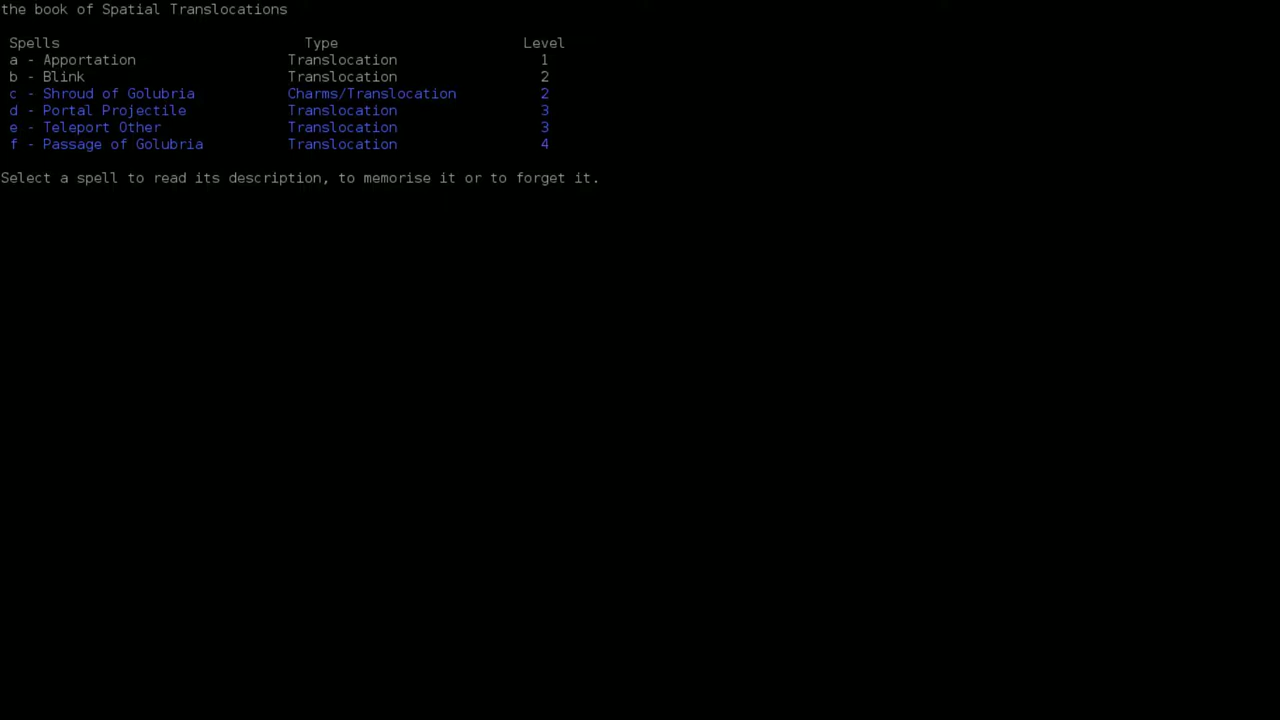 the book of Spatial Translocations
Spells Type Level
a - Apportation Translocation 1
b - Blink Translocation 2
c - Shroud of Golubria Charms/Translocation 2
d - Portal Projectile Translocation 3
e - Teleport Other Translocation 3
f - Passage of Golubria Translocation 4
Select a spell to read its description, to memorise it or to forget it.